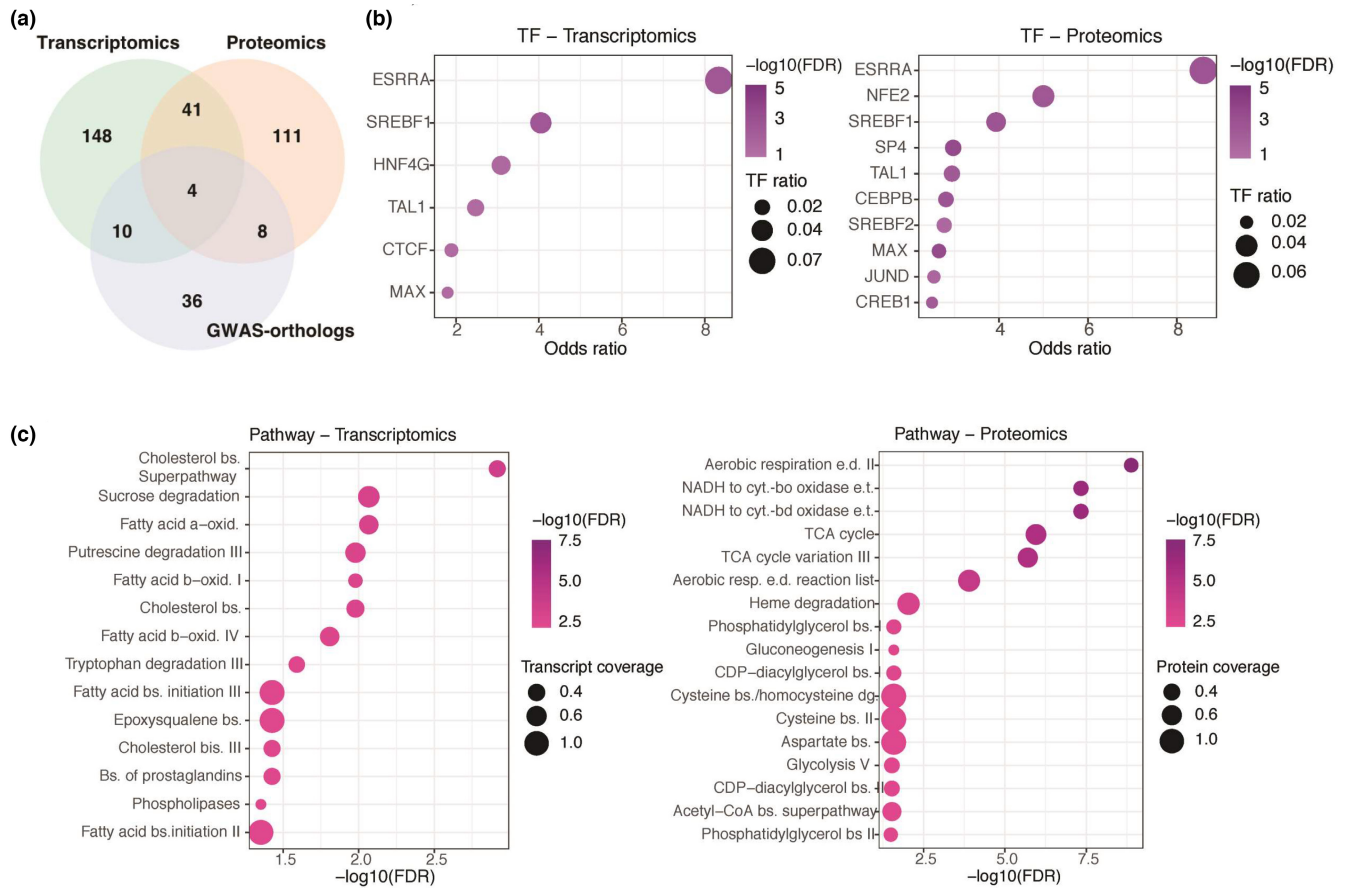 (a)
Transcriptomics
Proteomics
148
41
111
4
10
8
36
GWAS-orthologs
(b)
TF – Transcriptomics
ESRRA
SREBF1
HNF4G
TAL1
CTCF
MAX
2
4
6
8
Odds ratio
−log10(FDR)
5
3
1
TF ratio
0.02
0.04
0.07
TF – Proteomics
ESRRA
NFE2
SREBF1
SP4
TAL1
CEBPB
SREBF2
MAX
JUND
CREB1
4
6
8
Odds ratio
−log10(FDR)
5
3
1
TF ratio
0.02
0.04
0.06
(c)
Pathway – Transcriptomics
Cholesterol bs.
Superpathway
Sucrose degradation
Fatty acid a−oxid.
Putrescine degradation III
Fatty acid b−oxid. I
Cholesterol bs.
Fatty acid b−oxid. IV
Tryptophan degradation III
Fatty acid bs. initiation III
Epoxysqualene bs.
Cholesterol bis. III
Bs. of prostaglandins
Phospholipases
Fatty acid bs.initiation II
1.5
2.0
2.5
−log10(FDR)
−log10(FDR)
7.5
5.0
2.5
Transcript coverage
0.4
0.6
1.0
Pathway – Proteomics
Aerobic respiration e.d. II
NADH to cyt.-bo oxidase e.t.
NADH to cyt.-bd oxidase e.t.
TCA cycle
TCA cycle variation III
Aerobic resp. e.d. reaction list
Heme degradation
Phosphatidylglycerol bs. I
Gluconeogenesis I
CDP−diacylglycerol bs. I
Cysteine bs./homocysteine dg
Cysteine bs. II
Aspartate bs.
Glycolysis V
CDP−diacylglycerol bs. II
Acetyl−CoA bs. superpathway
Phosphatidylglycerol bs II
2.5
5.0
7.5
−log10(FDR)
−log10(FDR)
7.5
5.0
2.5
Protein coverage
0.4
0.6
1.0